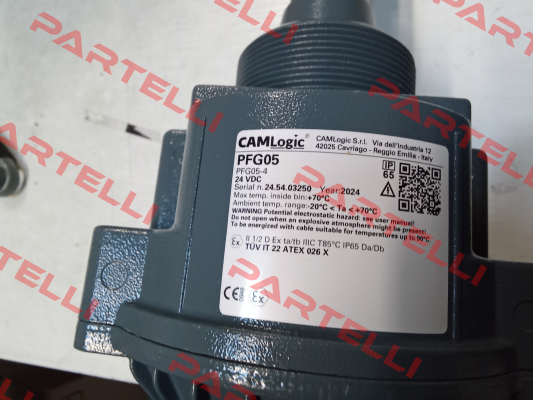 CAMLogic
CAMLogic S.r.l. Via dell'Industria 12
42025 Cavriago - Reggio Emilie - Italy
PFG05
PFG05-4
24 VDC
IP
65
Serial n. 24.54.03250 Year: 2024
Max temp. inside bin: +70°C
Ambient temp. range: -20°C < Ta < +70°C
WARNING Potential electrostatic hazard: see user manual!
Do not open when an explosive atmosphere might be present!
To be energized with cable suitable for temperatures up to 90°C.
Ex II 1/2 D Ex ta/tb IIIC T85°C IP65 Da/Db
TÜV IT 22 ATEX 026 X
CE Ex
PARTELLI
PARTELLI
PARTELLI
PARTELLI
PARTELLI
PARTELLI